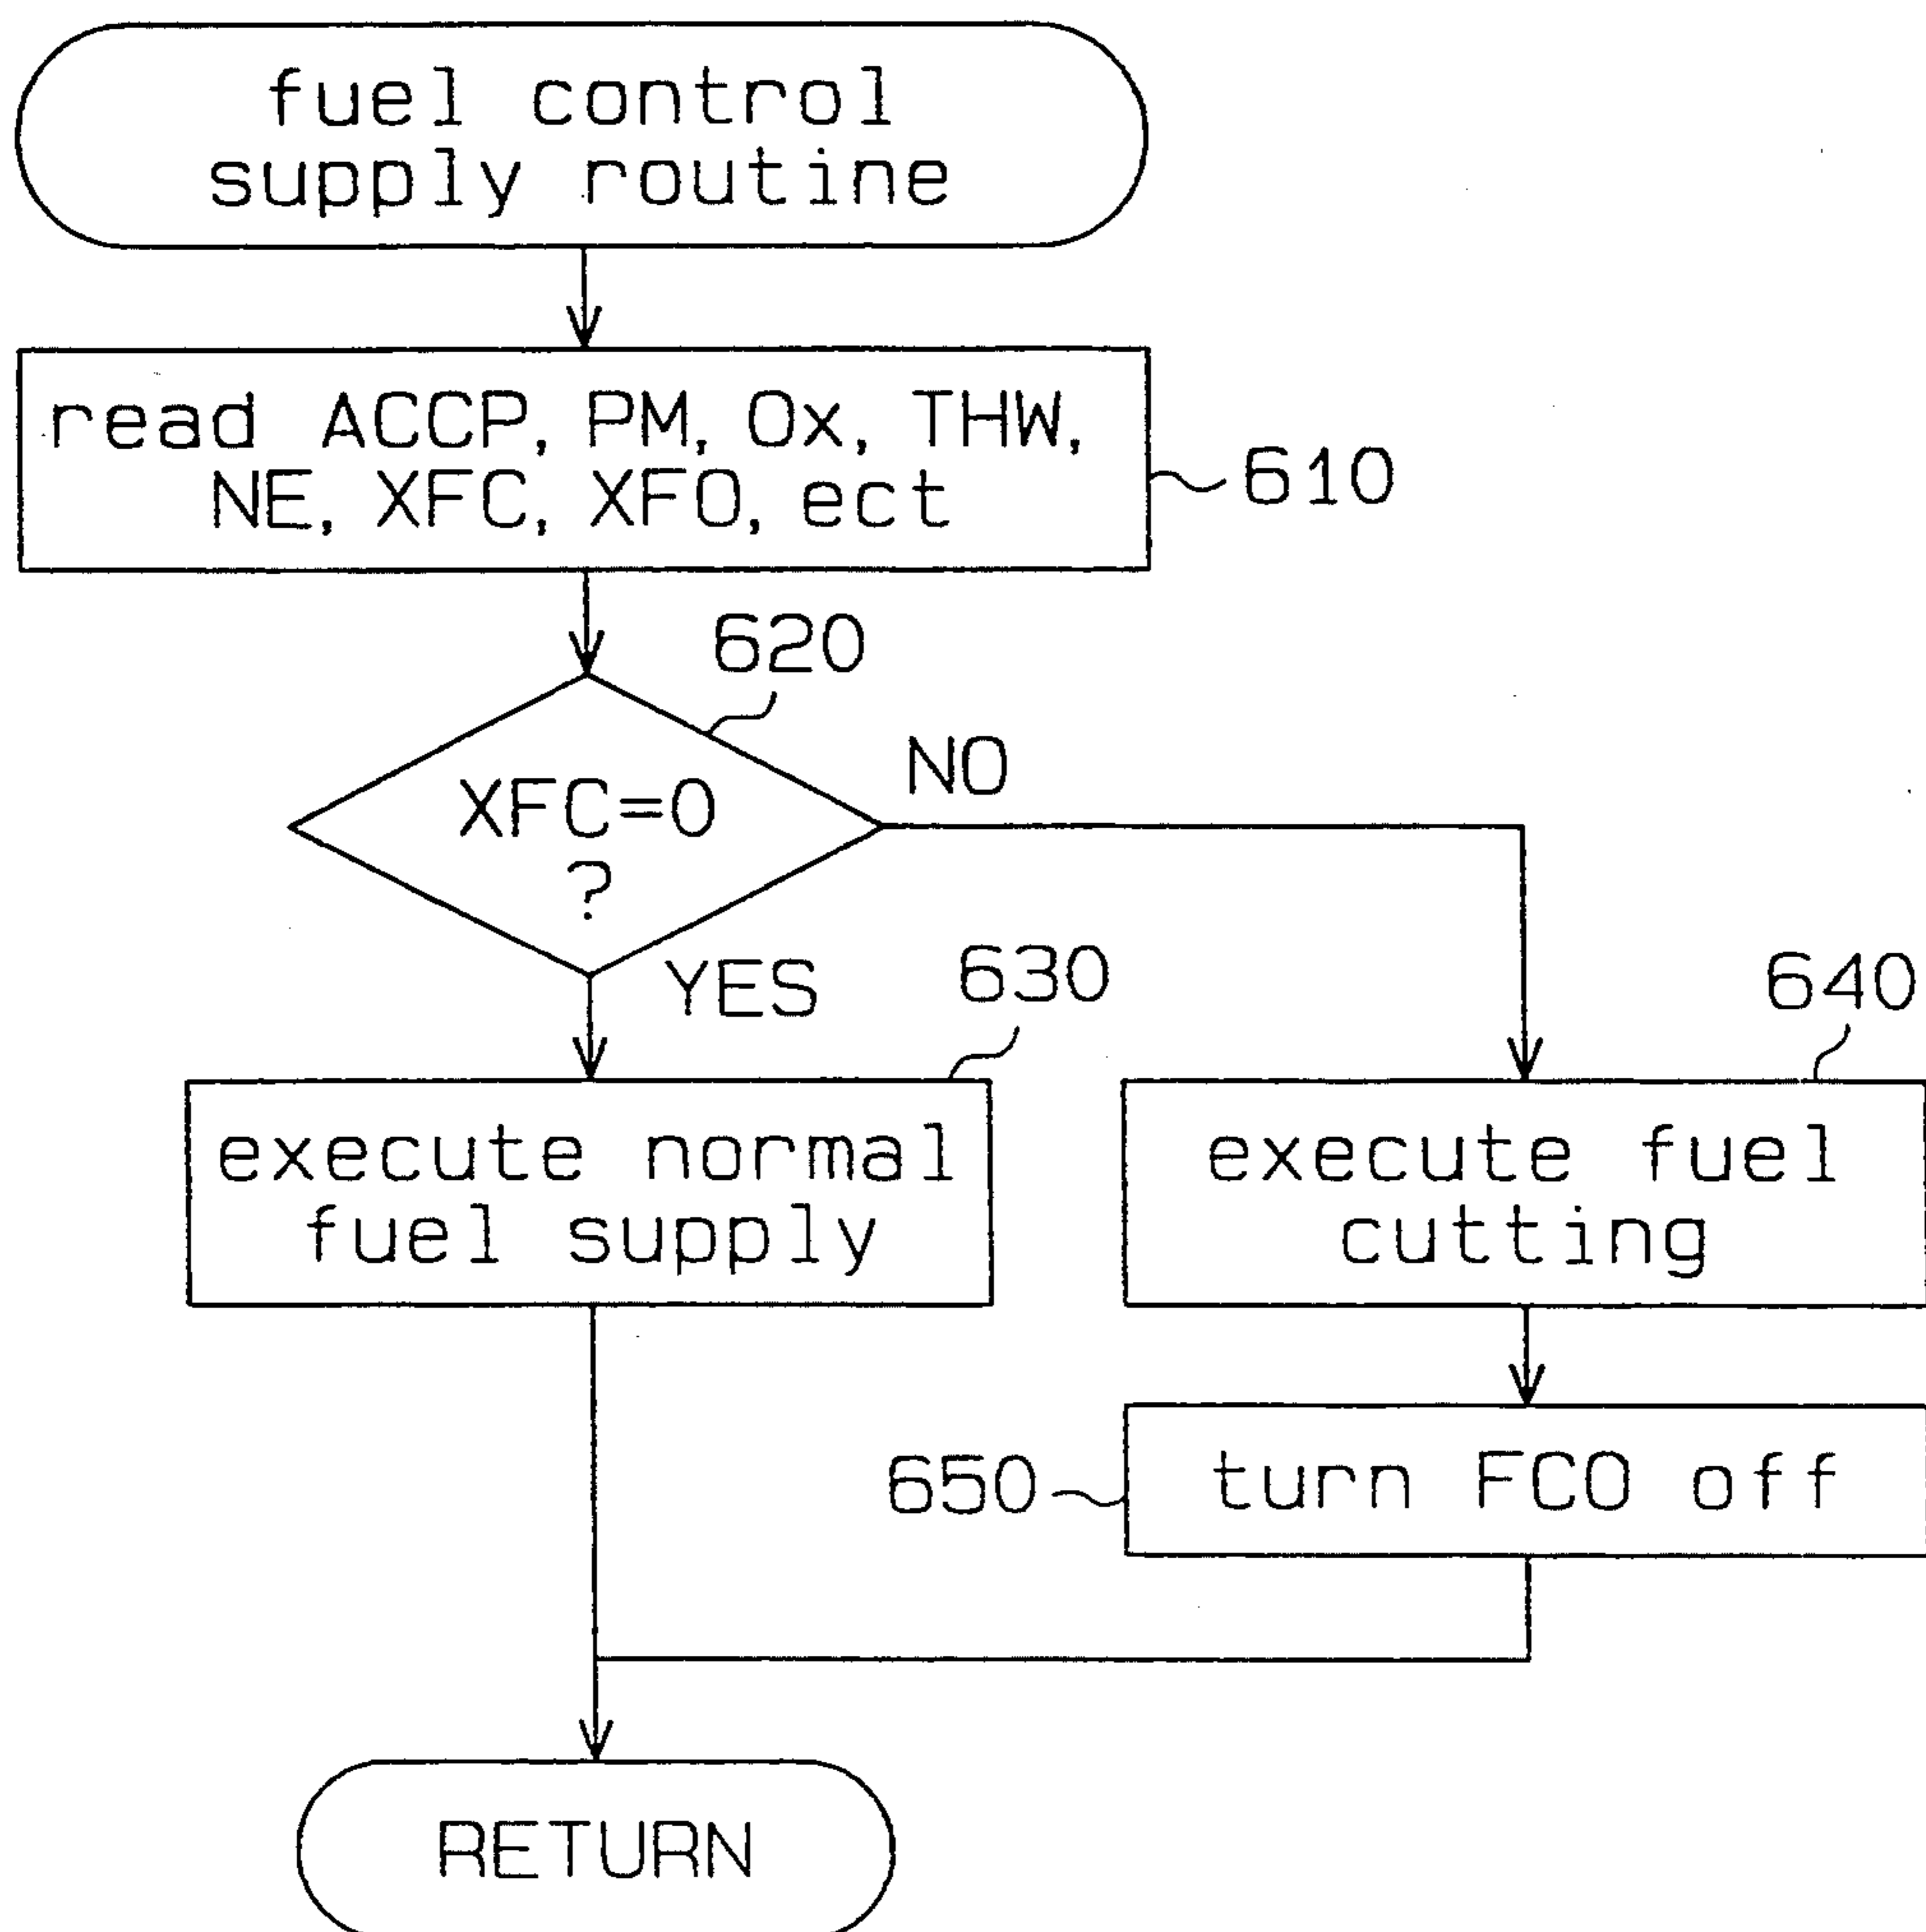 fuel control
supply routine
read ACCP, PM, Ox, THW,
NE, XFC, XFO, ect
610
620
XFC=0
?
NO
YES
630
640
execute normal
fuel supply
execute fuel
cutting
650
turn FCO off
RETURN